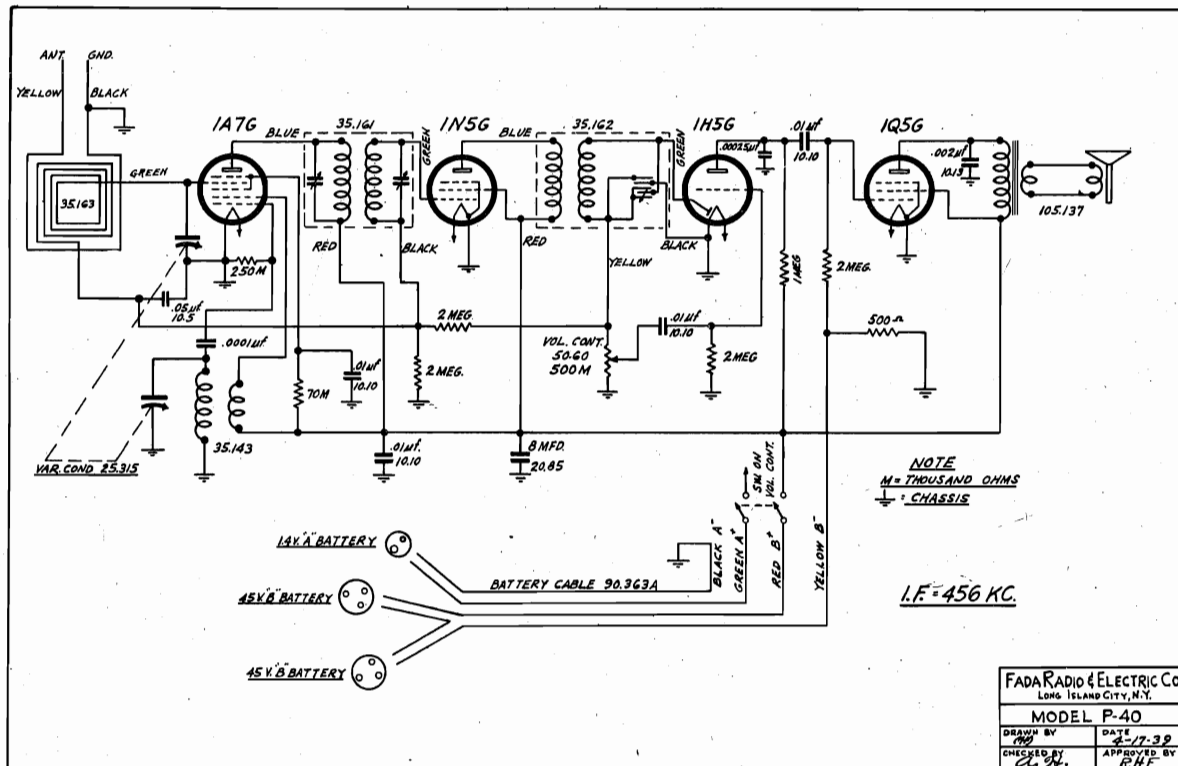 ANT. GND.
YELLOW
BLACK
1A7G
BLUE
35.161
GREEN
1N5G
BLUE
35.162
GREEN
1H5G
.00025µf
.01µf
10.10
1Q5G
.002µf
10.13
105.137
GREEN
35.163
RED
BLACK
RED
YELLOW
BLACK
1 MEG
2 MEG.
250M
.05µf
10.5
.0001µf
2 MEG
VOL. CONT.
50.60
500M
.01µf
10.10
2 MEG
500 Ω
70M
.01µf
10.10
2 MEG.
35.143
VAR. COND 25.315
.01µf.
10.10
8 MFD.
20.85
SW. ON
VOL. CONT.
NOTE
M = THOUSAND OHMS
= CHASSIS
BLACK A-
GREEN A+
RED B+
YELLOW B-
1.4V. "A" BATTERY
BATTERY CABLE 90.363A
45 V. "B" BATTERY
45 V. "B" BATTERY
I.F. = 456 KC.
FADA RADIO & ELECTRIC Co
LONG ISLAND CITY, N.Y.
MODEL P-40
DRAWN BY
DATE
4-17-39
CHECKED BY
APPROVED BY
RHF